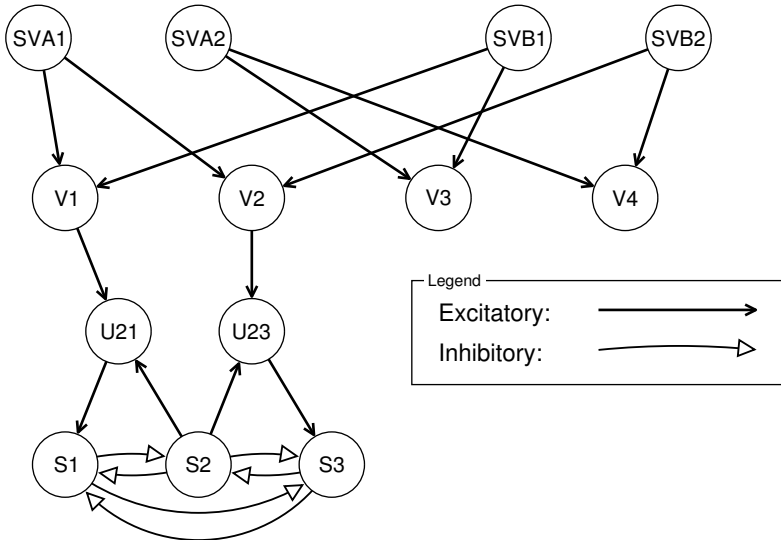 SVA1
SVA2
SVB1
SVB2
V1
V2
V3
V4
Legend
Excitatory:
Inhibitory:
U21
U23
S1
S2
S3